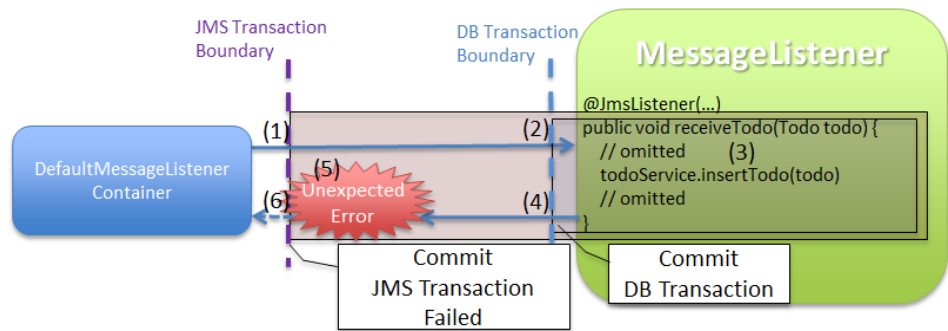 JMS Transaction
Boundary
DB Transaction
Boundary
MessageListener
@JmsListener(...)
(1)
(2)
public void receiveTodo(Todo todo) {
// omitted
(3)
DefaultMessageListener
Container
(5)
todoService.insertTodo(todo)
Unexpected
Error
(6)
(4)
// omitted
}
Commit
JMS Transaction
Failed
Commit
DB Transaction